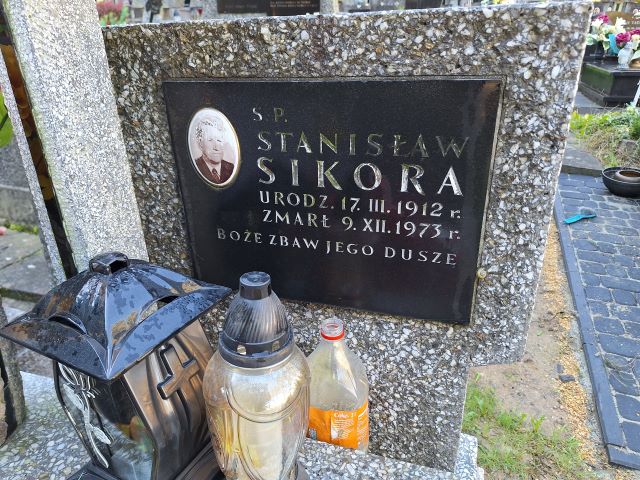 S. P.
STANISŁAW
SIKORA
URODZ. 17. III. 1912 r.
ZMARŁ 9. XII. 1973 r.
BOŻE ZBAW JEGO DUSZE